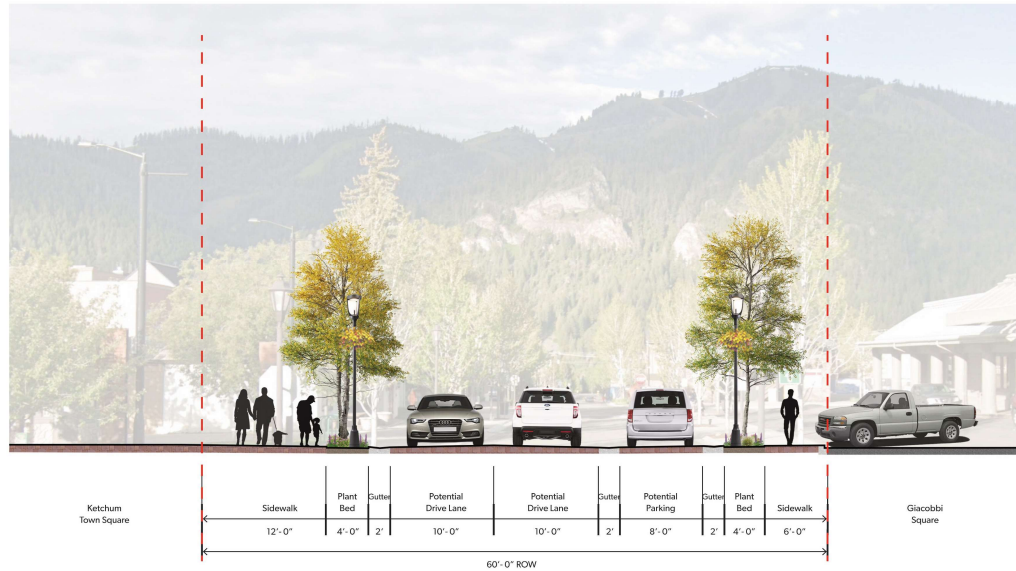 Ketchum
Town Square
Sidewalk
Plant
Bed
Gutter
Potential
Drive Lane
Potential
Drive Lane
Gutter
Potential
Parking
Gutter
Plant
Bed
Sidewalk
Giacobbi
Square
12'-0"
4'-0"
2'
10'-0"
10'-0"
2'
8'-0"
2'
4'-0"
6'-0"
60'-0" ROW